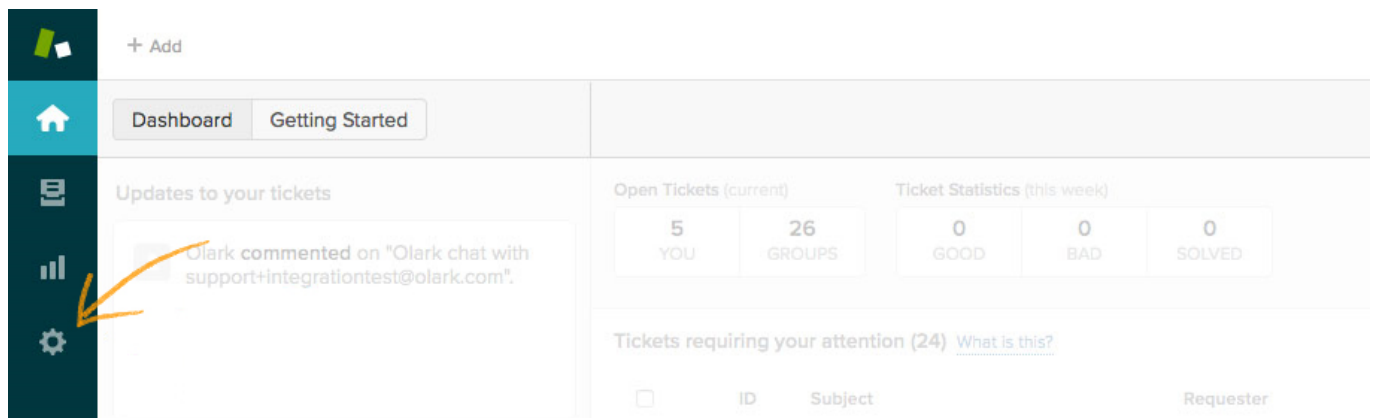 + Add
Dashboard Getting Started
Updates to your tickets
Olark commented on "Olark chat with
support+integrationtest@olark.com".
Open Tickets (current) Ticket Statistics (this week)
5 26 0 0 0
YOU GROUPS GOOD BAD SOLVED
Tickets requiring your attention (24) What is this?
ID Subject Requester